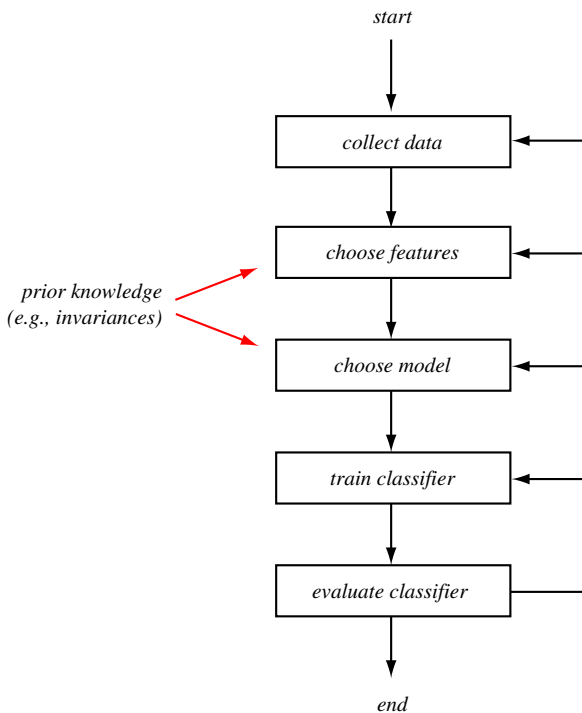 start
collect data
choose features
prior knowledge
(e.g., invariances)
choose model
train classifier
evaluate classifier
end